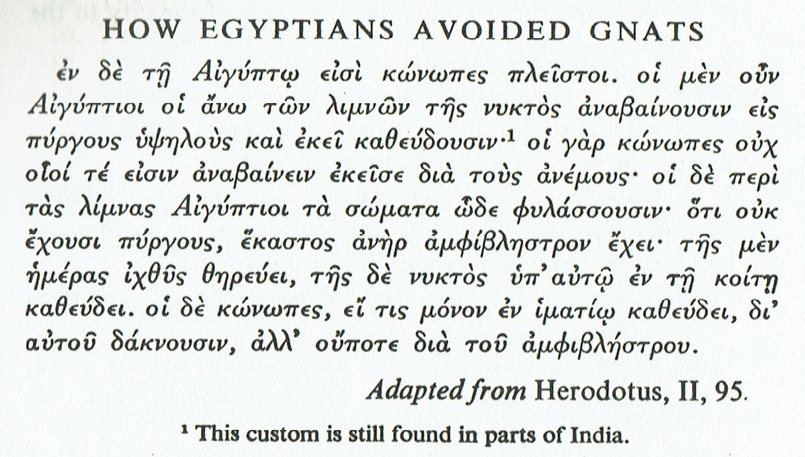 HOW EGYPTIANS AVOIDED GNATS
ἐν δὲ τῇ Αἰγύπτῳ εἰσὶ κώνωπες πλεῖστοι. οἱ μὲν οὖν
Αἰγύπτιοι οἱ ἄνω τῶν λιμνῶν τῆς νυκτὸς ἀναβαίνουσιν εἰς
πύργους ὑψηλοὺς καὶ ἐκεῖ καθεύδουσιν·¹ οἱ γὰρ κώνωπες οὐχ
οἷοί τέ εἰσιν ἀναβαίνειν ἐκεῖσε διὰ τοὺς ἀνέμους· οἱ δὲ περὶ
τὰς λίμνας Αἰγύπτιοι τὰ σώματα ὧδε φυλάσσουσιν· ὅτι οὐκ
ἔχουσι πύργους, ἕκαστος ἀνὴρ ἀμφίβληστρον ἔχει· τῆς μὲν
ἡμέρας ἰχθῦς θηρεύει, τῆς δὲ νυκτὸς ὑπ’ αὐτῷ ἐν τῇ κοίτῃ
καθεύδει. οἱ δὲ κώνωπες, εἴ τις μόνον ἐν ἱματίῳ καθεύδει, δι’
αὐτοῦ δάκνουσιν, ἀλλ’ οὔποτε διὰ τοῦ ἀμφιβλήστρου.
Adapted from Herodotus, II, 95.
¹ This custom is still found in parts of India.